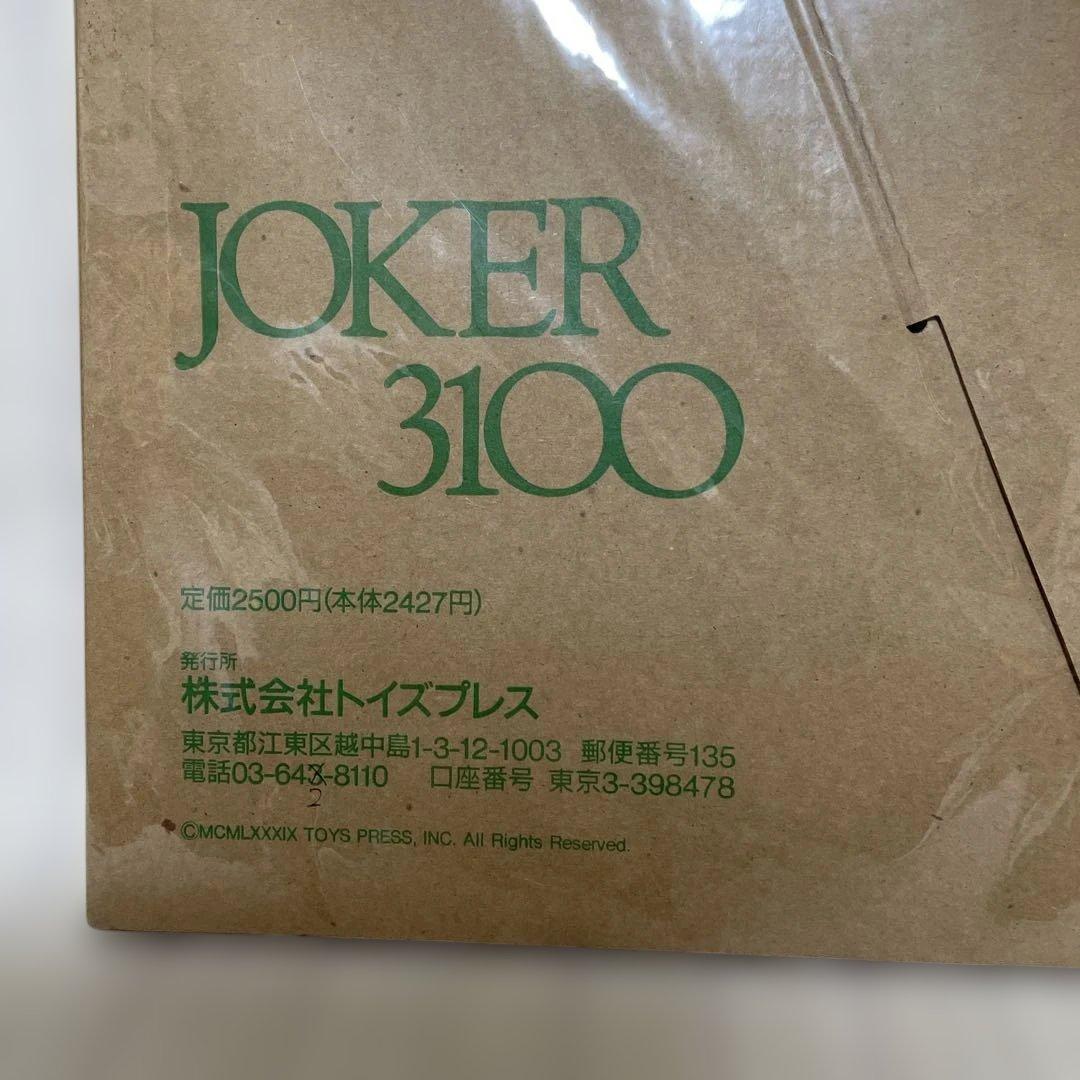 JOKER
3100
定価2500円(本体2427円)
発行所
株式会社トイズプレス
東京都江東区越中島1-3-12-1003 郵便番号135
電話03-643-8110 口座番号 東京3-398478
2
©MCMLXXXIX TOYS PRESS, INC. All Rights Reserved.